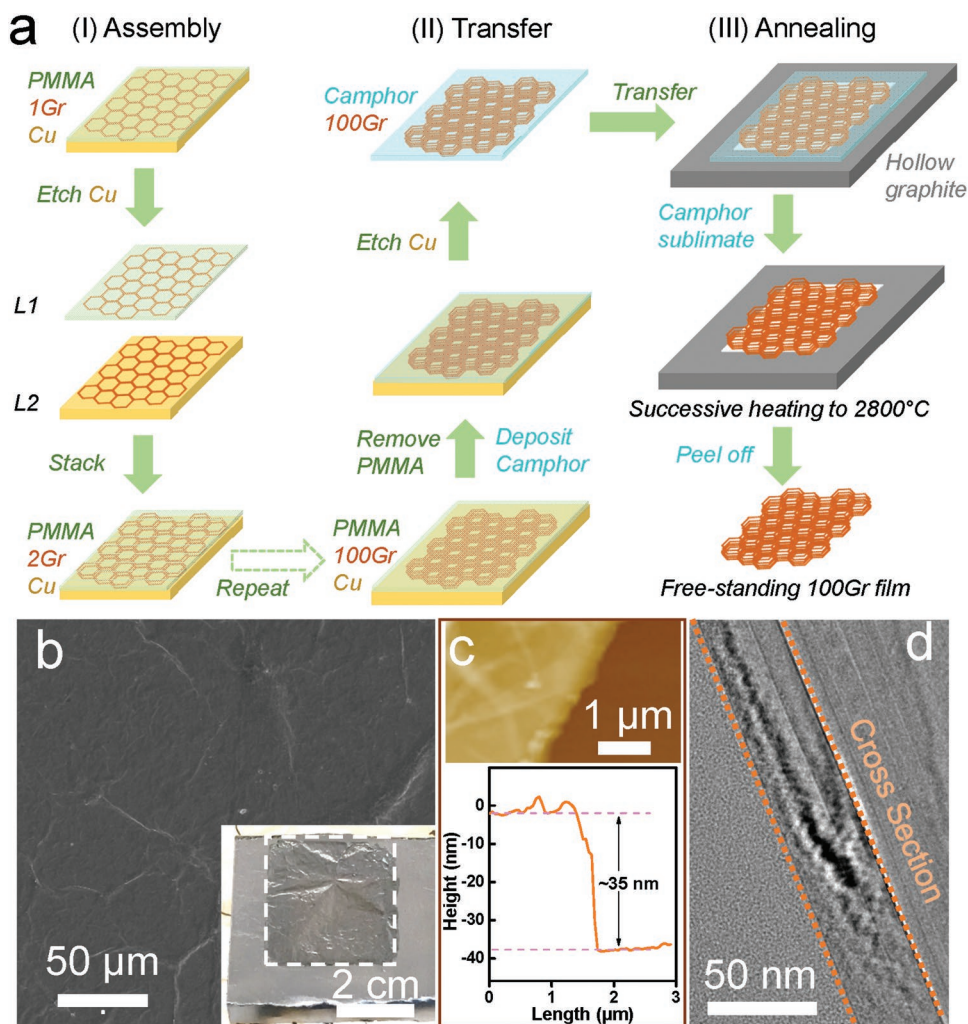 a
(I) Assembly
(II) Transfer
(III) Annealing
PMMA
1Gr
Cu
Etch Cu
L1
L2
Stack
PMMA
2Gr
Cu
Repeat
Camphor
100Gr
Etch Cu
Remove
PMMA
Deposit
Camphor
PMMA
100Gr
Cu
Transfer
Hollow
graphite
Camphor
sublimate
Successive heating to 2800°C
Peel off
Free-standing 100Gr film
b
50 μm
2 cm
c
1 μm
Height (nm)
0
-10
-20
-30
-40
~35 nm
0
1
2
3
Length (μm)
d
Cross Section
50 nm